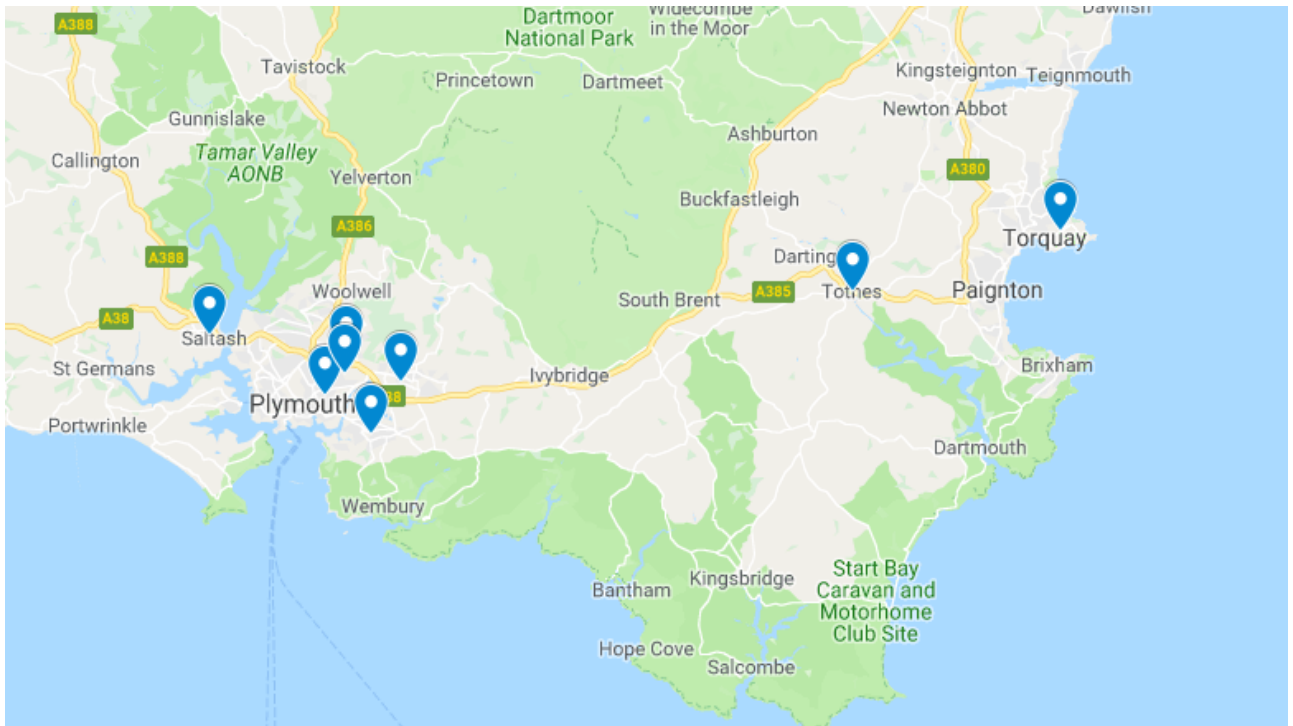 A388
Dartmoor
National Park
Widecombe
in the Moor
Dawlish
Tavistock
Princetown
Dartmeet
Kingsteignton
Teignmouth
Gunnislake
Newton Abbot
Ashburton
Callington
Tamar Valley
AONB
Yelverton
A380
Buckfastleigh
A386
Torquay
A388
Darting
Woolwell
South Brent
A385
Totnes
Paignton
A38
Saltash
St Germans
Ivybridge
Brixham
Plymouth
38
Portwrinkle
Dartmouth
Wembury
Bantham
Kingsbridge
Start Bay
Caravan and
Motorhome
Club Site
Hope Cove
Salcombe